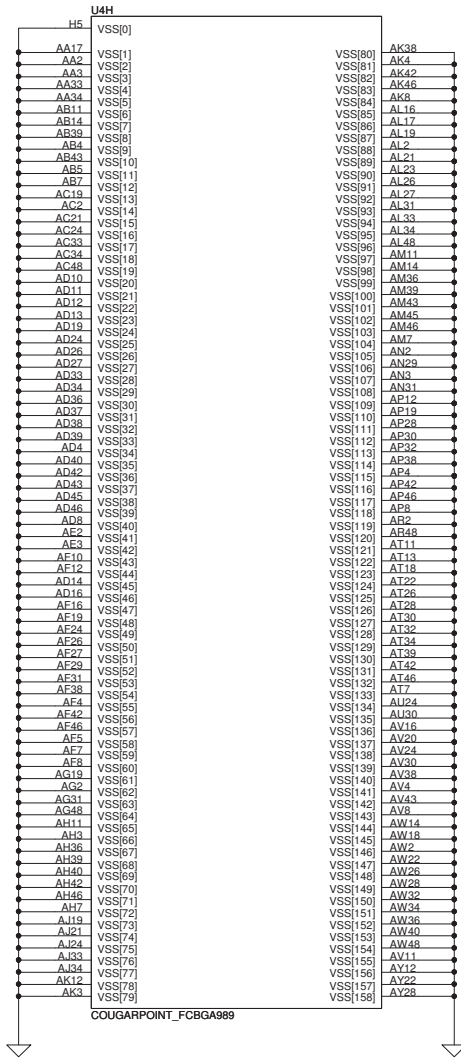 U4H
H5 VSS[0]
AA17 VSS[1] VSS[80] AK38
AA2 VSS[2] VSS[81] AK4
AA3 VSS[3] VSS[82] AK42
AA33 VSS[4] VSS[83] AK46
AA34 VSS[5] VSS[84] AK8
AB11 VSS[6] VSS[85] AL16
AB14 VSS[7] VSS[86] AL17
AB39 VSS[8] VSS[87] AL19
AB4 VSS[9] VSS[88] AL2
AB43 VSS[10] VSS[89] AL21
AB5 VSS[11] VSS[90] AL23
AB7 VSS[12] VSS[91] AL26
AC19 VSS[13] VSS[92] AL27
AC2 VSS[14] VSS[93] AL31
AC21 VSS[15] VSS[94] AL33
AC24 VSS[16] VSS[95] AL34
AC33 VSS[17] VSS[96] AL48
AC34 VSS[18] VSS[97] AM11
AC48 VSS[19] VSS[98] AM14
AD10 VSS[20] VSS[99] AM36
AD11 VSS[21] VSS[100] AM39
AD12 VSS[22] VSS[101] AM43
AD13 VSS[23] VSS[102] AM45
AD19 VSS[24] VSS[103] AM46
AD24 VSS[25] VSS[104] AM7
AD26 VSS[26] VSS[105] AN2
AD27 VSS[27] VSS[106] AN29
AD33 VSS[28] VSS[107] AN3
AD34 VSS[29] VSS[108] AN31
AD36 VSS[30] VSS[109] AP12
AD37 VSS[31] VSS[110] AP19
AD38 VSS[32] VSS[111] AP28
AD39 VSS[33] VSS[112] AP30
AD4 VSS[34] VSS[113] AP32
AD40 VSS[35] VSS[114] AP38
AD42 VSS[36] VSS[115] AP4
AD43 VSS[37] VSS[116] AP42
AD45 VSS[38] VSS[117] AP46
AD46 VSS[39] VSS[118] AP8
AD8 VSS[40] VSS[119] AR2
AE2 VSS[41] VSS[120] AR48
AE3 VSS[42] VSS[121] AT11
AF10 VSS[43] VSS[122] AT13
AF12 VSS[44] VSS[123] AT18
AD14 VSS[45] VSS[124] AT22
AD16 VSS[46] VSS[125] AT26
AF16 VSS[47] VSS[126] AT28
AF19 VSS[48] VSS[127] AT30
AF24 VSS[49] VSS[128] AT32
AF26 VSS[50] VSS[129] AT34
AF27 VSS[51] VSS[130] AT39
AF29 VSS[52] VSS[131] AT42
AF31 VSS[53] VSS[132] AT46
AF38 VSS[54] VSS[133] AT7
AF4 VSS[55] VSS[134] AU24
AF42 VSS[56] VSS[135] AU30
AF46 VSS[57] VSS[136] AV16
AF5 VSS[58] VSS[137] AV20
AF7 VSS[59] VSS[138] AV24
AF8 VSS[60] VSS[139] AV30
AG19 VSS[61] VSS[140] AV38
AG2 VSS[62] VSS[141] AV4
AG31 VSS[63] VSS[142] AV43
AG48 VSS[64] VSS[143] AV8
AH11 VSS[65] VSS[144] AW14
AH3 VSS[66] VSS[145] AW18
AH36 VSS[67] VSS[146] AW2
AH39 VSS[68] VSS[147] AW22
AH40 VSS[69] VSS[148] AW26
AH42 VSS[70] VSS[149] AW28
AH46 VSS[71] VSS[150] AW32
AH7 VSS[72] VSS[151] AW34
AJ19 VSS[73] VSS[152] AW36
AJ21 VSS[74] VSS[153] AW40
AJ24 VSS[75] VSS[154] AW48
AJ33 VSS[76] VSS[155] AV11
AJ34 VSS[77] VSS[156] AY12
AK12 VSS[78] VSS[157] AY22
AK3 VSS[79] VSS[158] AY28
COUGARPOINT_FCBGA989